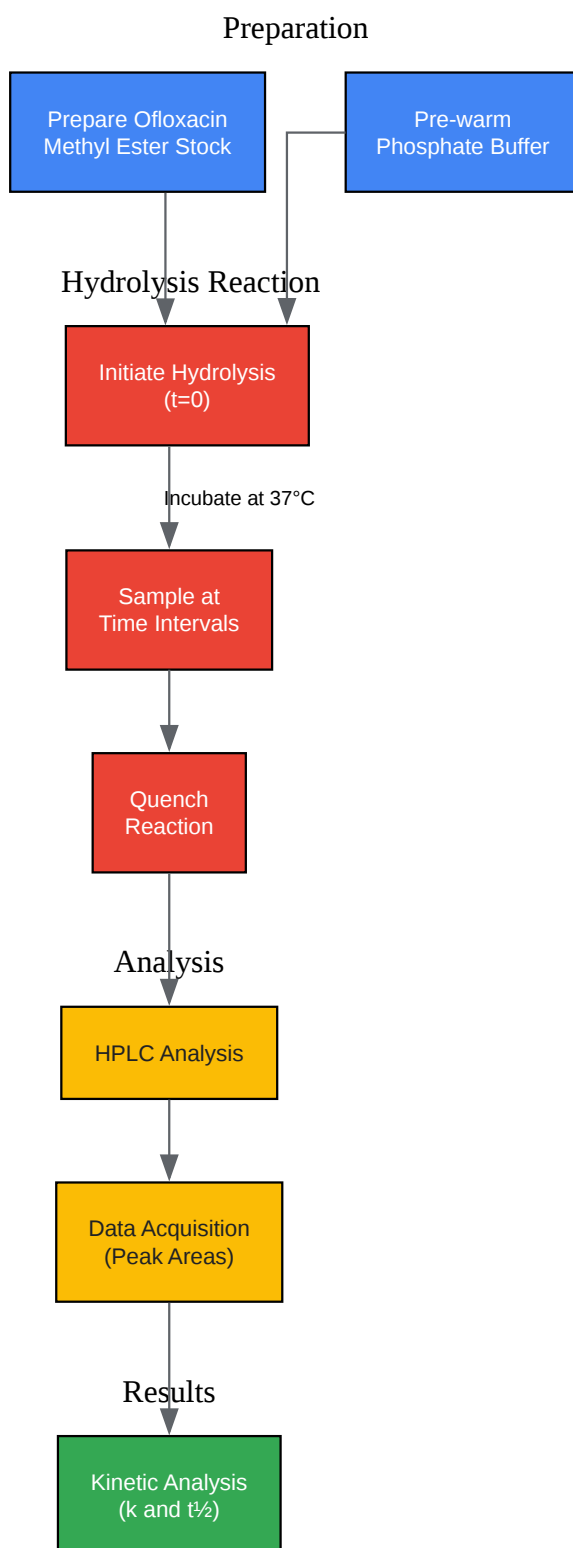 Preparation
Prepare Ofloxacin
Methyl Ester Stock
Pre-warm
Phosphate Buffer
Hydrolysis Reaction
Initiate Hydrolysis
(t=0)
Incubate at 37°C
Sample at
Time Intervals
Quench
Reaction
Analysis
HPLC Analysis
Data Acquisition
(Peak Areas)
Results
Kinetic Analysis
(k and t½)